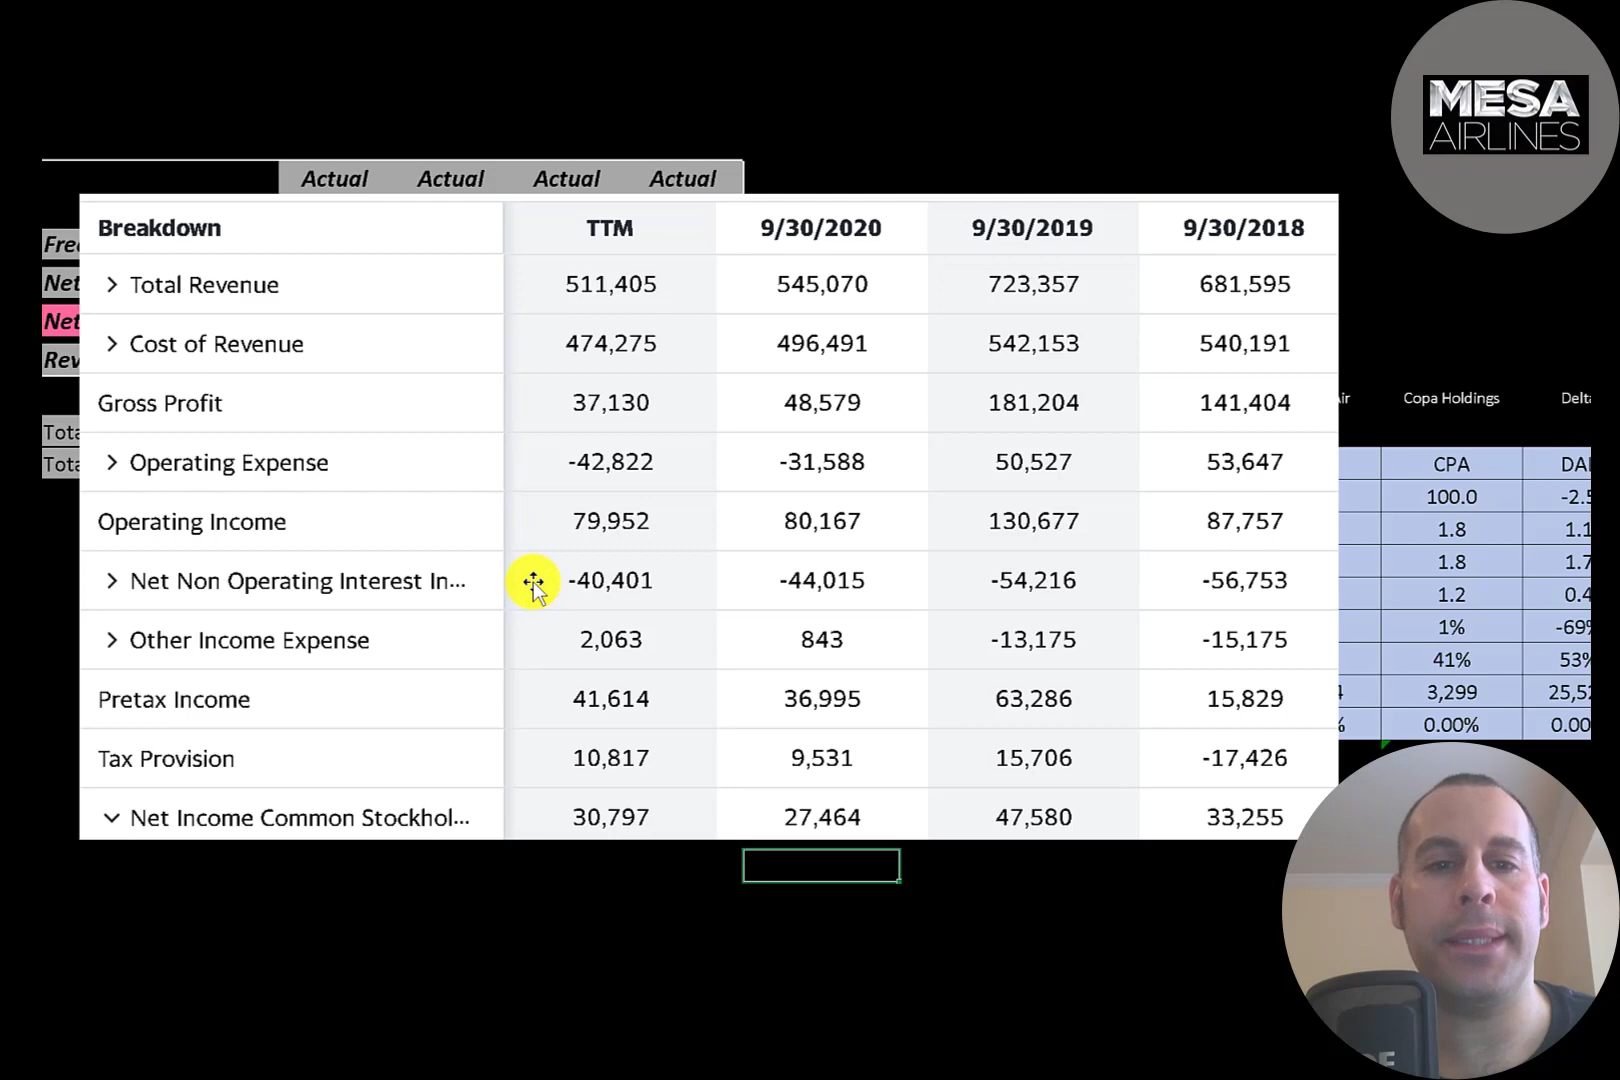 MESA
AIRLINES
Actual Actual Actual Actual
Breakdown TTM 9/30/2020 9/30/2019 9/30/2018
Total Revenue 511,405 545,070 723,357 681,595
Cost of Revenue 474,275 496,491 542,153 540,191
Gross Profit 37,130 48,579 181,204 141,404
Operating Expense -42,822 -31,588 50,527 53,647
Operating Income 79,952 80,167 130,677 87,757
Net Non Operating Interest In... -40,401 -44,015 -54,216 -56,753
Other Income Expense 2,063 843 -13,175 -15,175
Pretax Income 41,614 36,995 63,286 15,829
Tax Provision 10,817 9,531 15,706 -17,426
Net Income Common Stockhol... 30,797 27,464 47,580 33,255
Net
Net
Copa Holdings
CPA
100.0
1.8
1.8
1.2
1%
41% 53%
3,299
0.00%